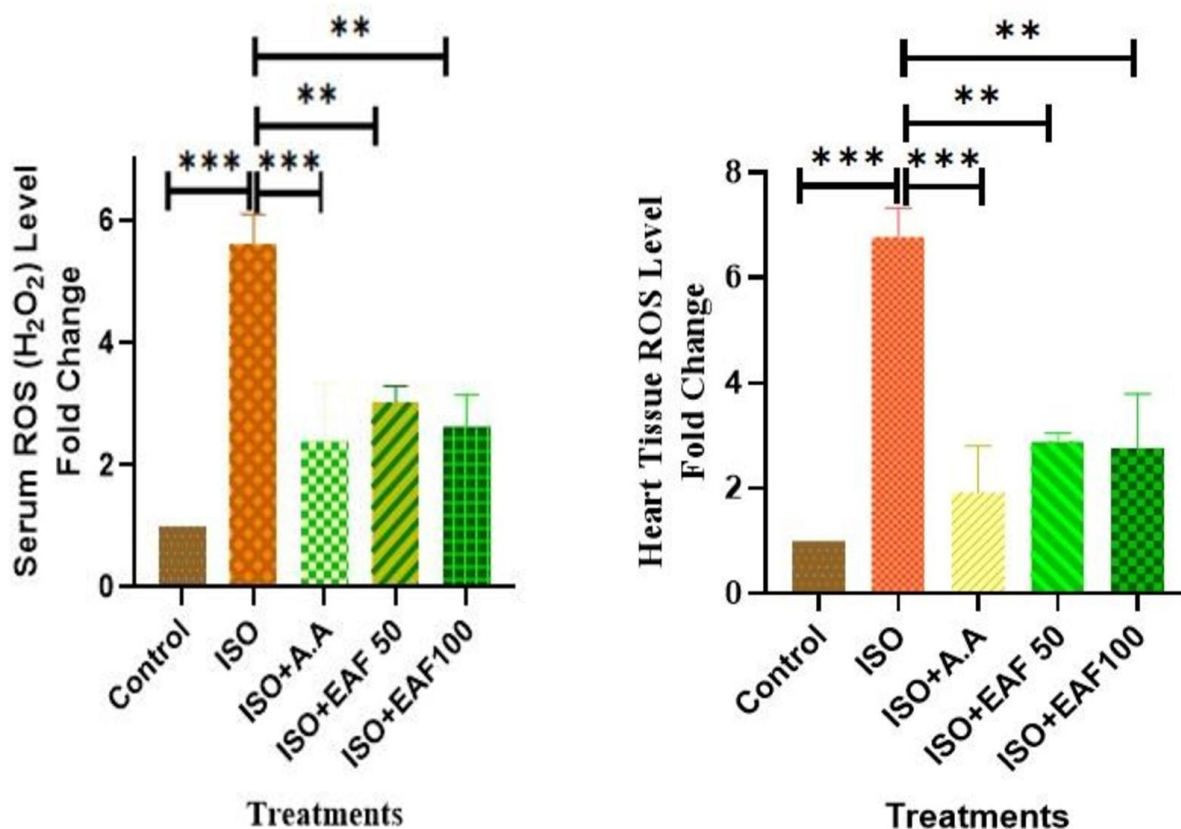 **
**
*** ***
Serum ROS (H₂O₂) Level
Fold Change
6
4
2
0
Control
ISO
ISO+A.A
ISO+EAF 50
ISO+EAF100
Treatments
**
**
*** ***
Heart Tissue ROS Level
Fold Change
8
6
4
2
0
Control
ISO
ISO+A.A
ISO+EAF 50
ISO+EAF100
Treatments